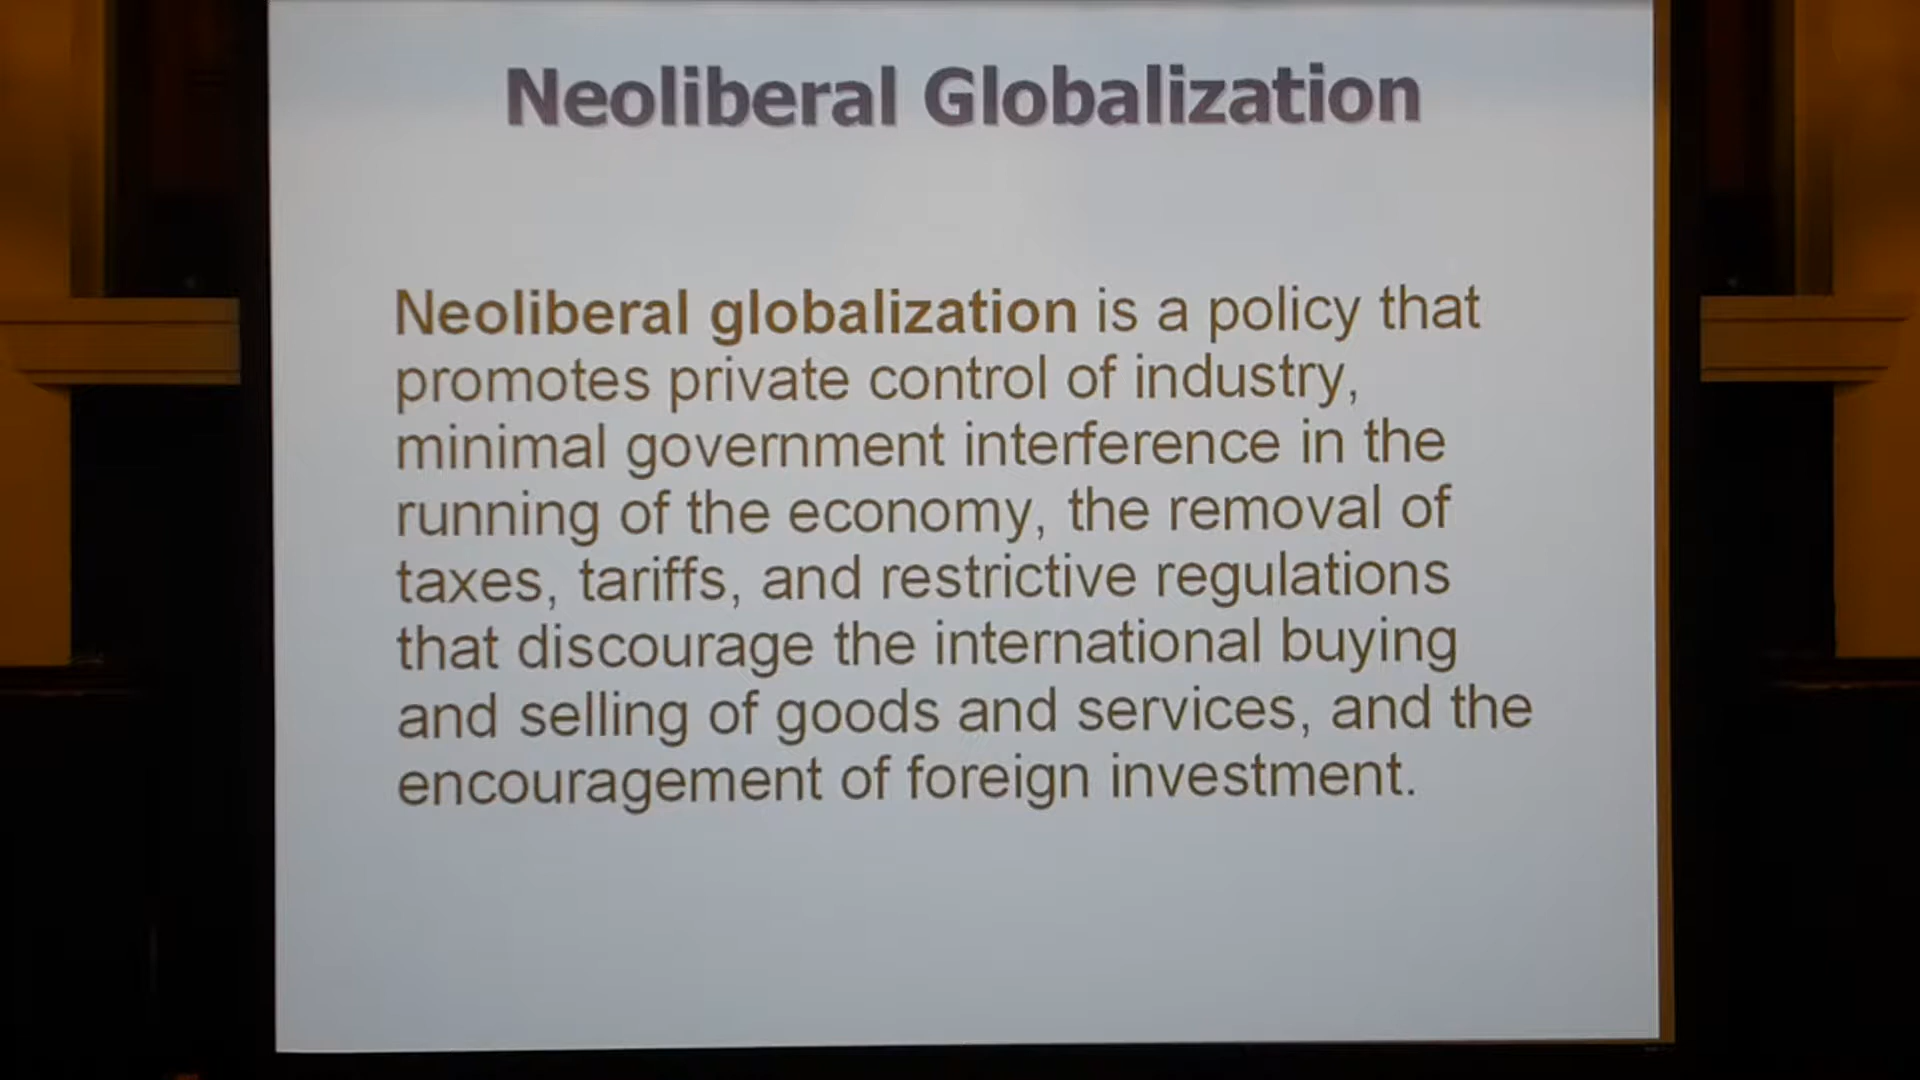 Neoliberal Globalization
Neoliberal globalization is a policy that
promotes private control of industry,
minimal government interference in the
running of the economy, the removal of
taxes, tariffs, and restrictive regulations
that discourage the international buying
and selling of goods and services, and the
encouragement of foreign investment.